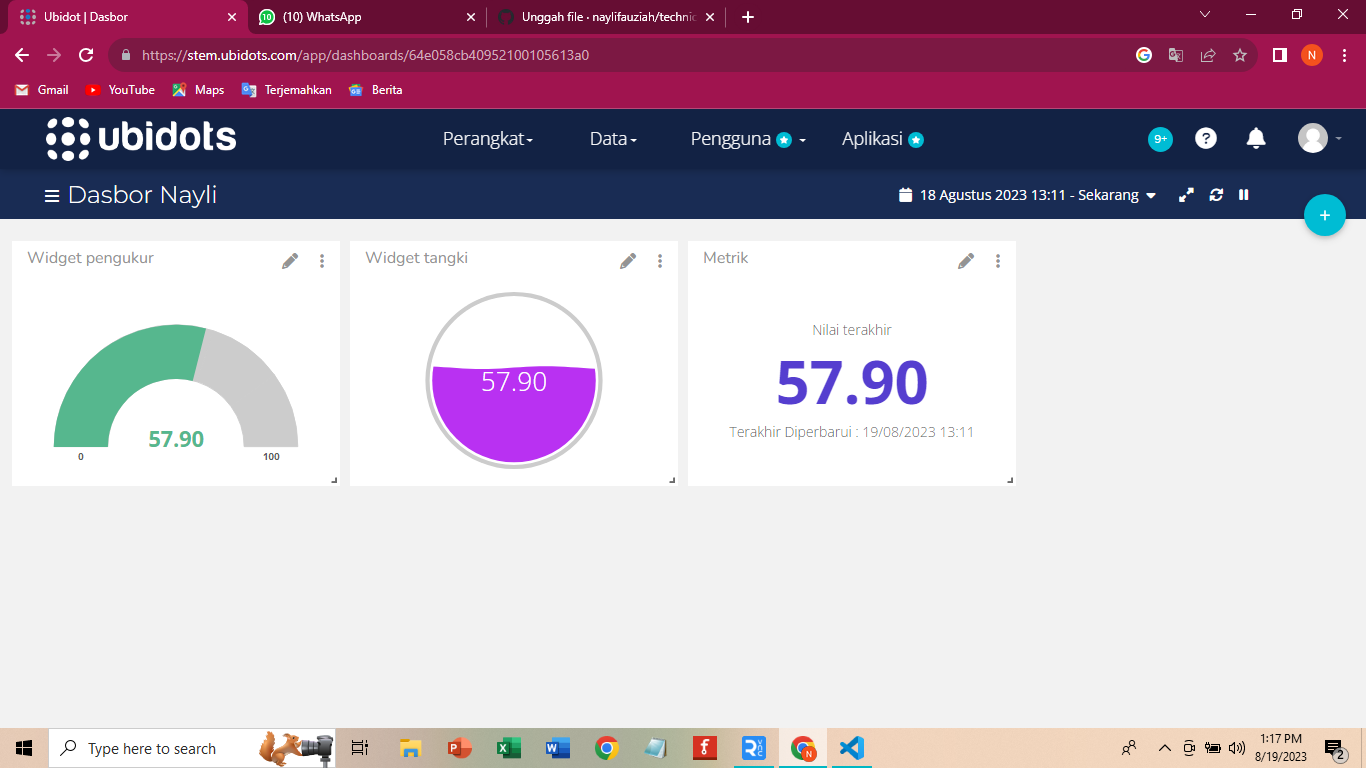 Ubidot | Dasbor
(10) WhatsApp
Unggah file · naylifauziah/technic
https://stem.ubidots.com/app/dashboards/64e058cb40952100105613a0
N
Gmail
YouTube
Maps
Terjemahkan
Berita
ubidots
Perangkat
Data
Pengguna
Aplikasi
9+
?
Dasbor Nayli
18 Agustus 2023 13:11 - Sekarang
+
Widget pengukur
57.90
0
100
Widget tangki
57.90
Metrik
Nilai terakhir
57.90
Terakhir Diperbarui : 19/08/2023 13:11
Type here to search
1:17 PM
8/19/2023
2